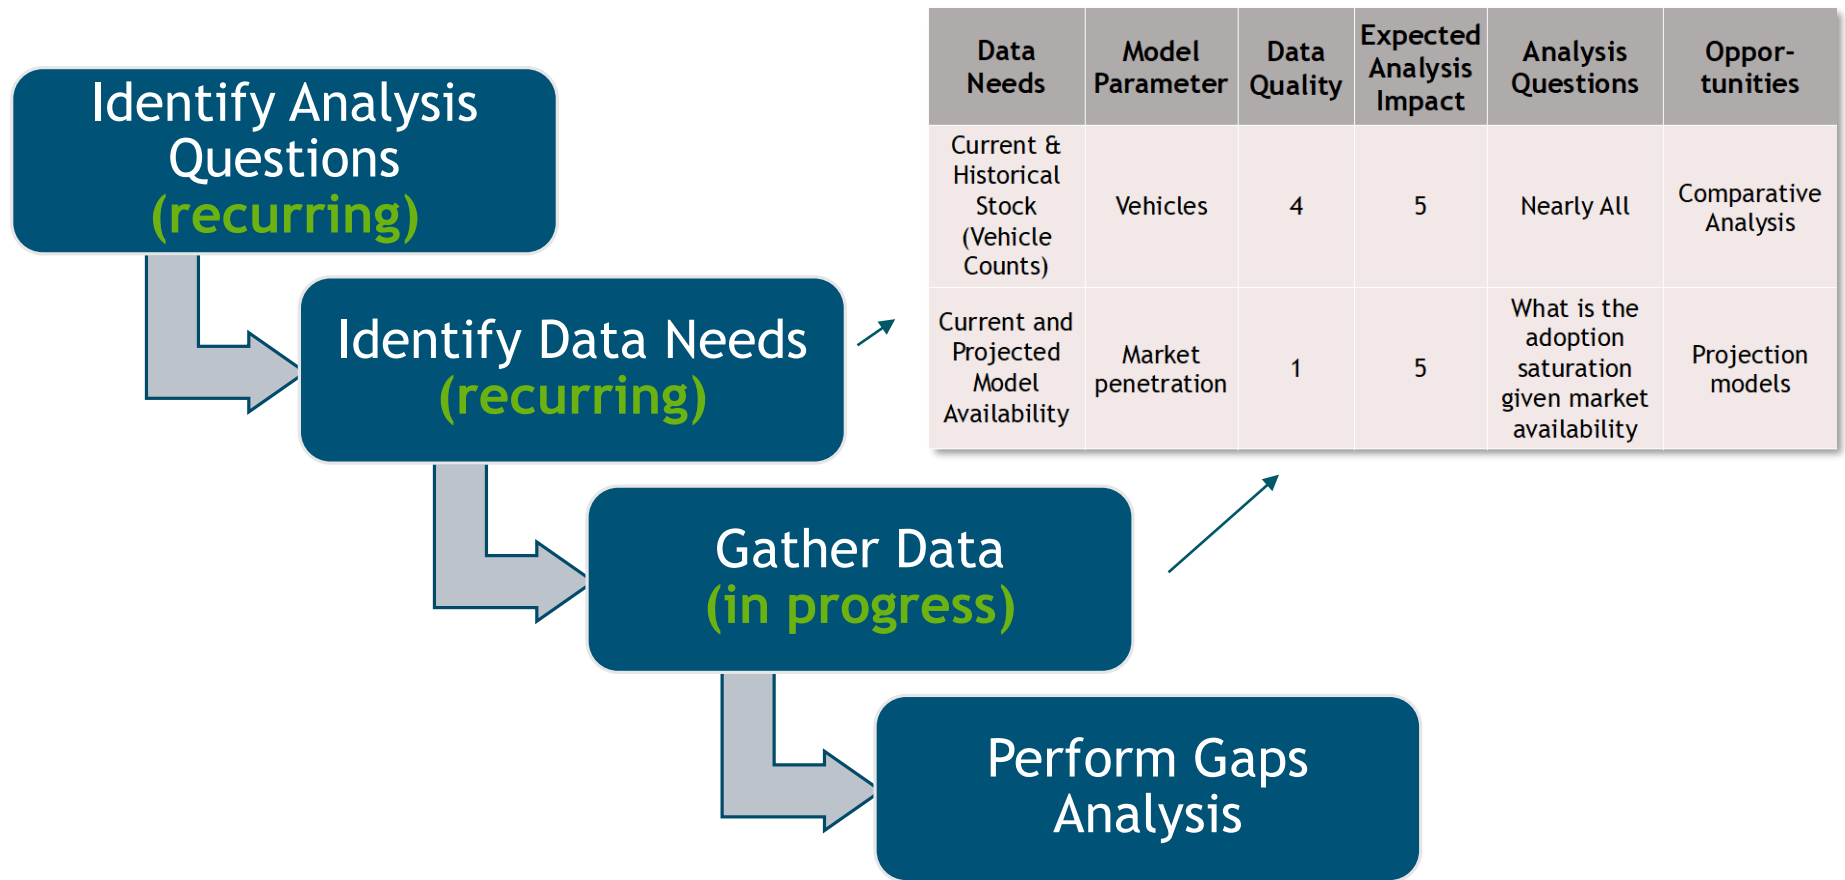 Identify Analysis
Questions
(recurring)
Identify Data Needs
(recurring)
Gather Data
(in progress)
Perform Gaps
Analysis
Data
Needs
Model
Parameter
Data
Quality
Expected
Analysis
Impact
Analysis
Questions
Oppor-
tunities
Current &
Historical
Stock
(Vehicle
Counts)
Vehicles
4
5
Nearly All
Comparative
Analysis
Current and
Projected
Model
Availability
Market
penetration
1
5
What is the
adoption
saturation
given market
availability
Projection
models